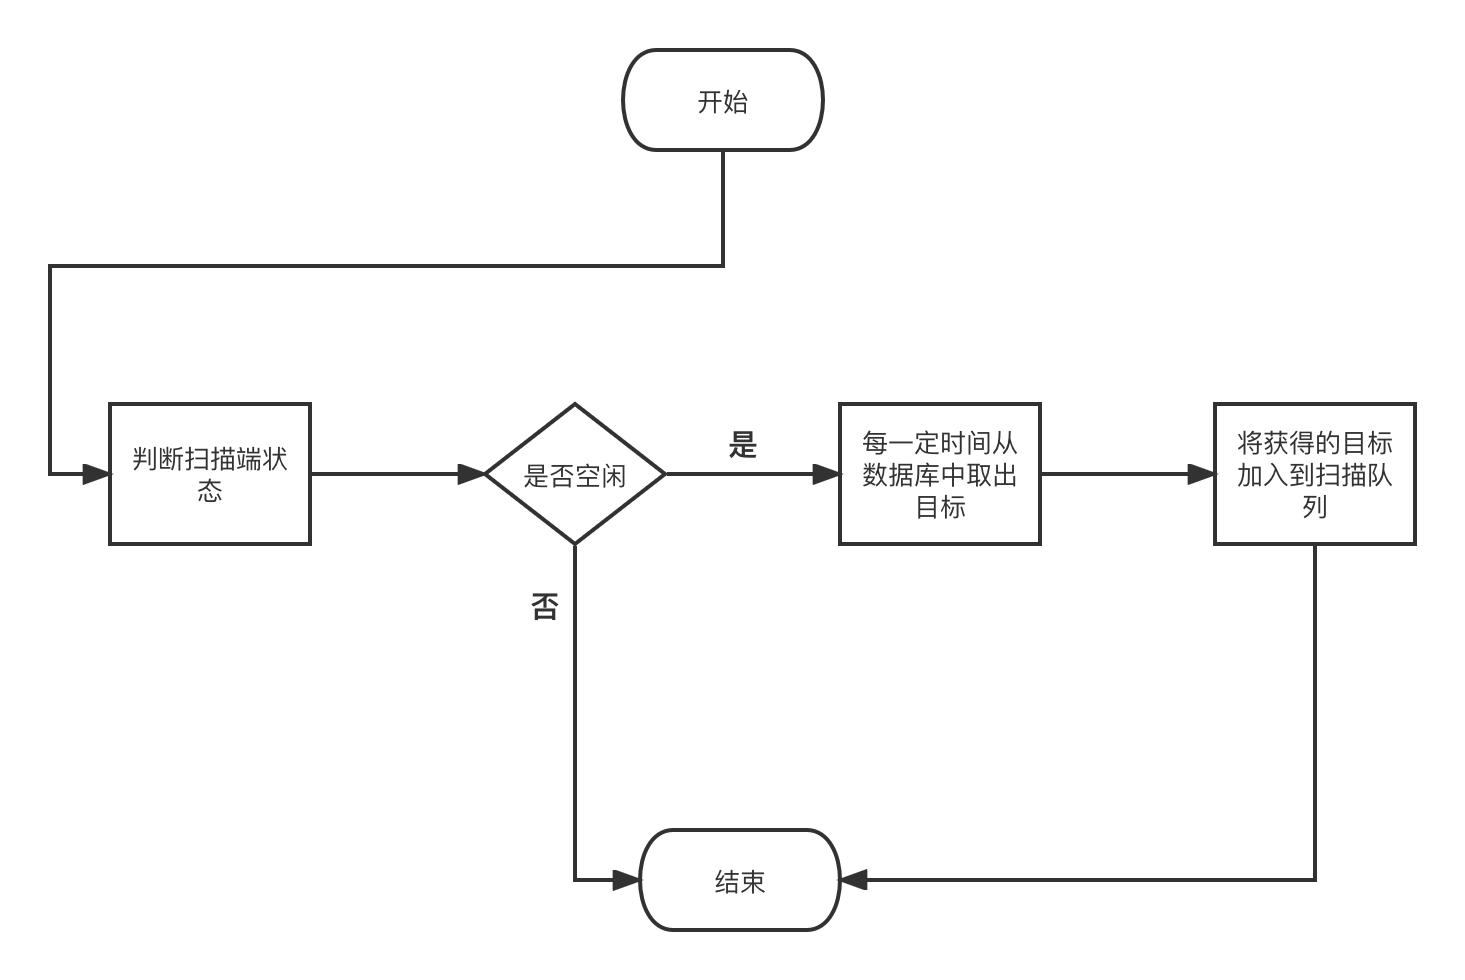 开始
判断扫描端状
态
是否空闲
是
每一定时间从
数据库中取出
目标
将获得的目标
加入到扫描队
列
否
结束